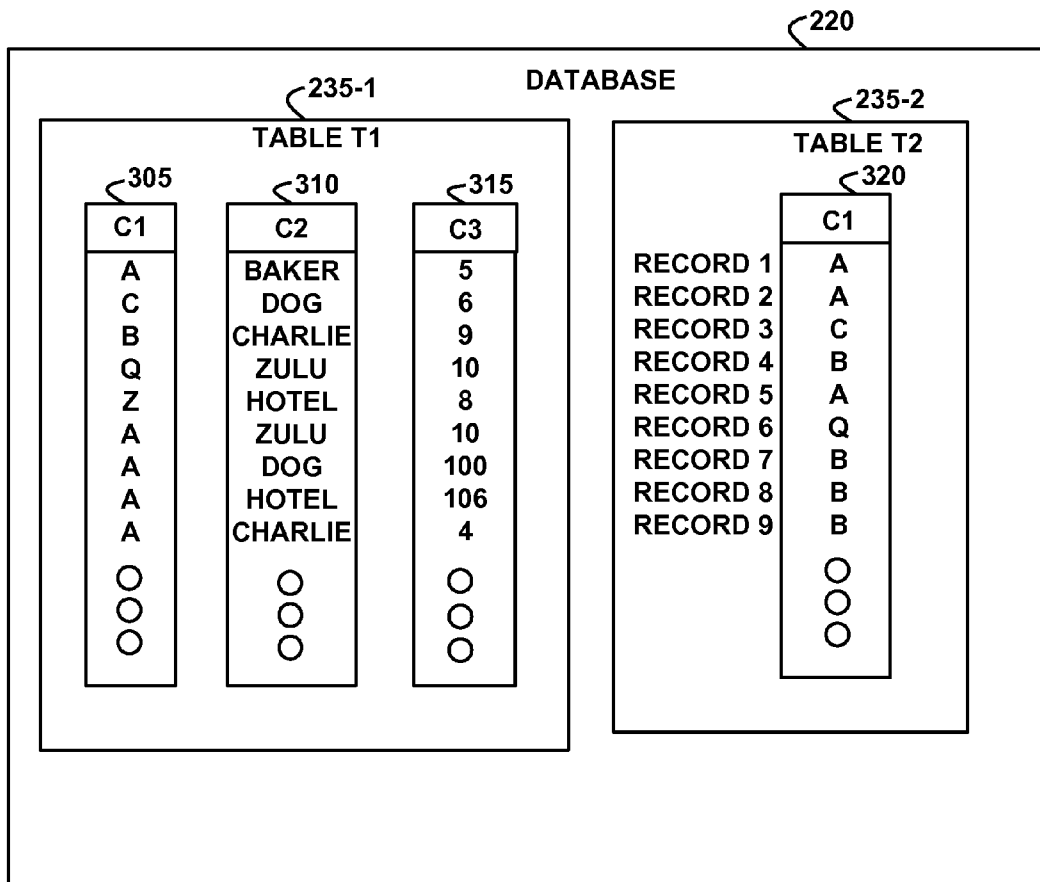 220
DATABASE
235-1
TABLE T1
305
310
315
C1 C2 C3
A BAKER 5
C DOG 6
B CHARLIE 9
Q ZULU 10
Z HOTEL 8
A ZULU 10
A DOG 100
A HOTEL 106
A CHARLIE 4
235-2
TABLE T2
320
C1
RECORD 1 A
RECORD 2 A
RECORD 3 C
RECORD 4 B
RECORD 5 A
RECORD 6 Q
RECORD 7 B
RECORD 8 B
RECORD 9 B